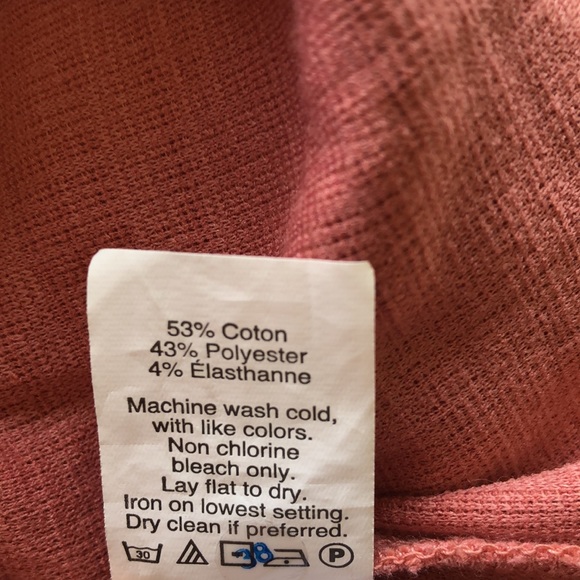 53% Coton
43% Polyester
4% Élasthanne
Machine wash cold,
with like colors.
Non chlorine
bleach only.
Lay flat to dry.
Iron on lowest setting.
Dry clean if preferred.
30 38 P